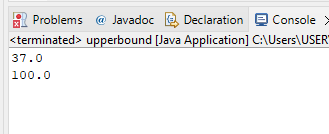 Problems @ Javadoc Declaration Console
<terminated> upperbound [Java Application] C:\Users\USER\
37.0
100.0